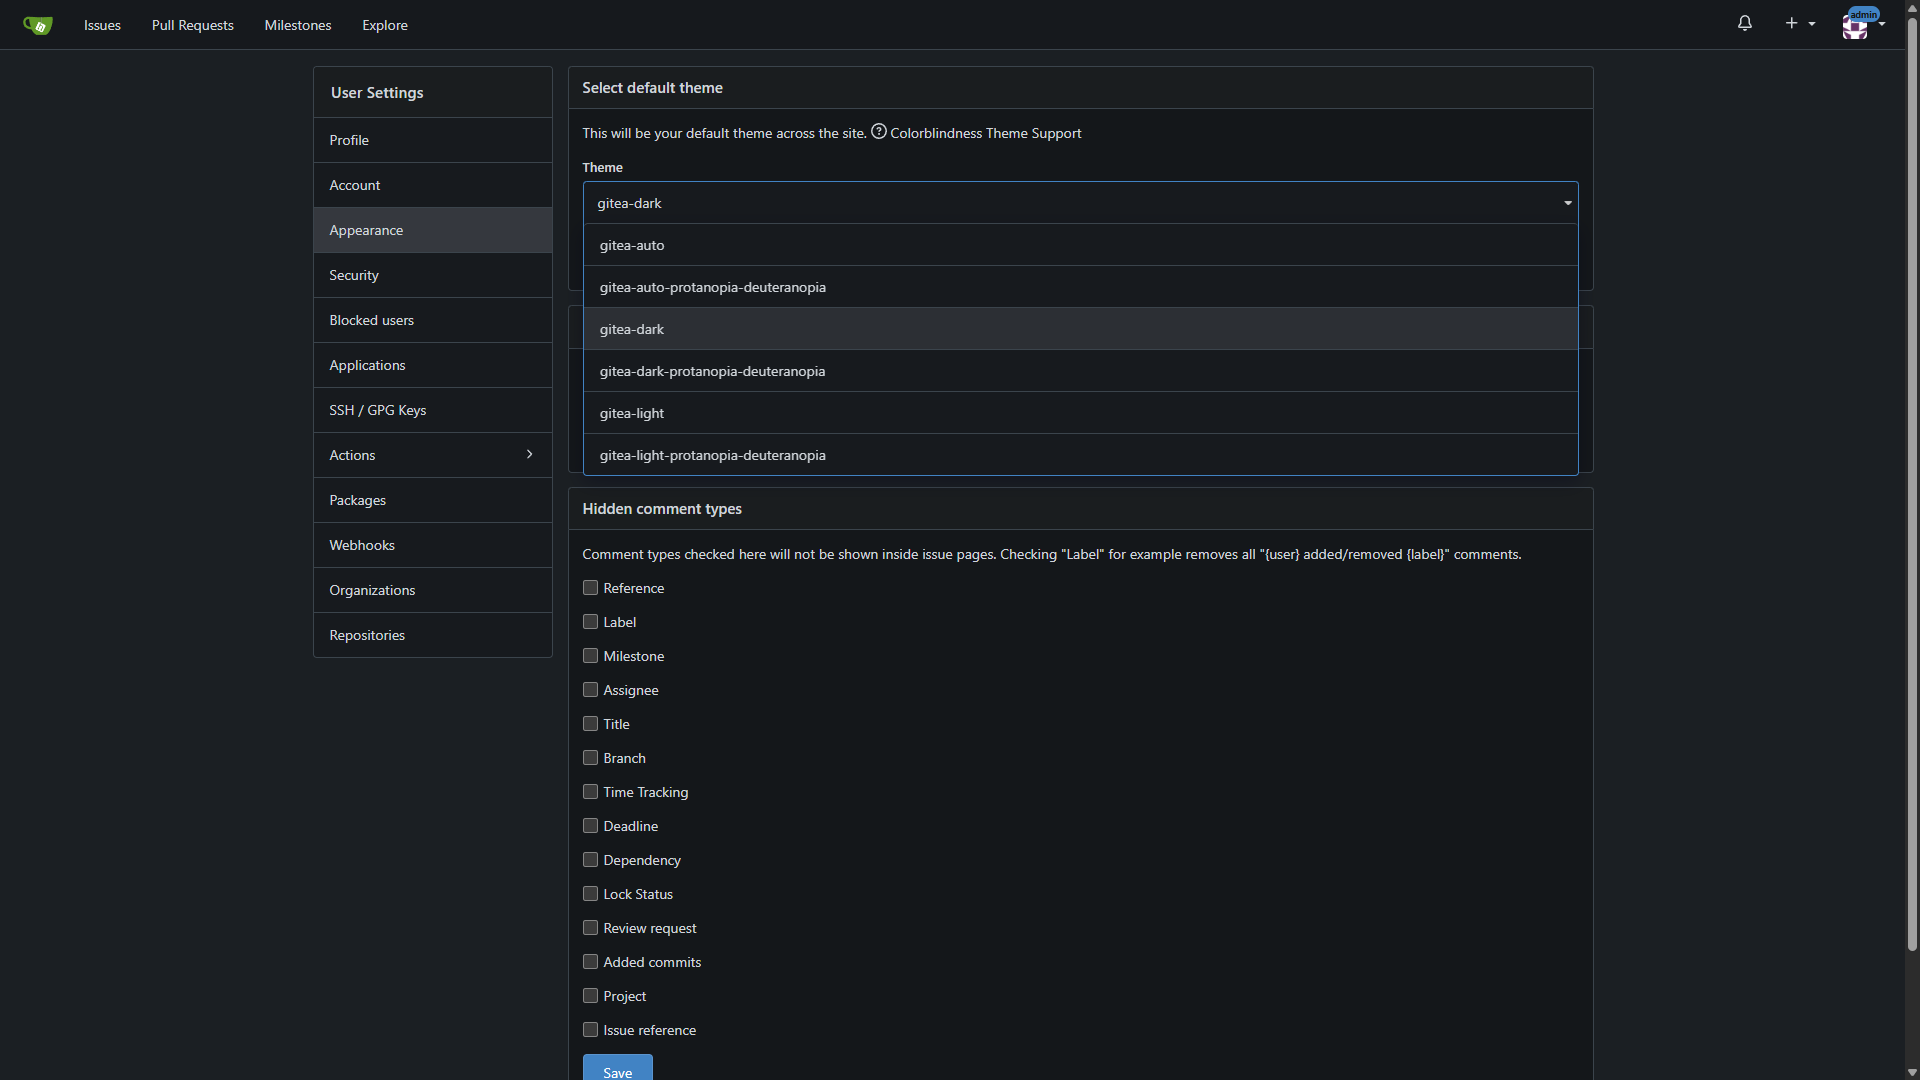 Issues
Pull Requests
Milestones
Explore
admin
User Settings
Profile
Account
Appearance
Security
Blocked users
Applications
SSH / GPG Keys
Actions
Packages
Webhooks
Organizations
Repositories
Select default theme
This will be your default theme across the site. Colorblindness Theme Support
Theme
gitea-dark
gitea-auto
gitea-auto-protanopia-deuteranopia
gitea-dark
gitea-dark-protanopia-deuteranopia
gitea-light
gitea-light-protanopia-deuteranopia
Hidden comment types
Comment types checked here will not be shown inside issue pages. Checking "Label" for example removes all "{user} added/removed {label}" comments.
Reference
Label
Milestone
Assignee
Title
Branch
Time Tracking
Deadline
Dependency
Lock Status
Review request
Added commits
Project
Issue reference
Save